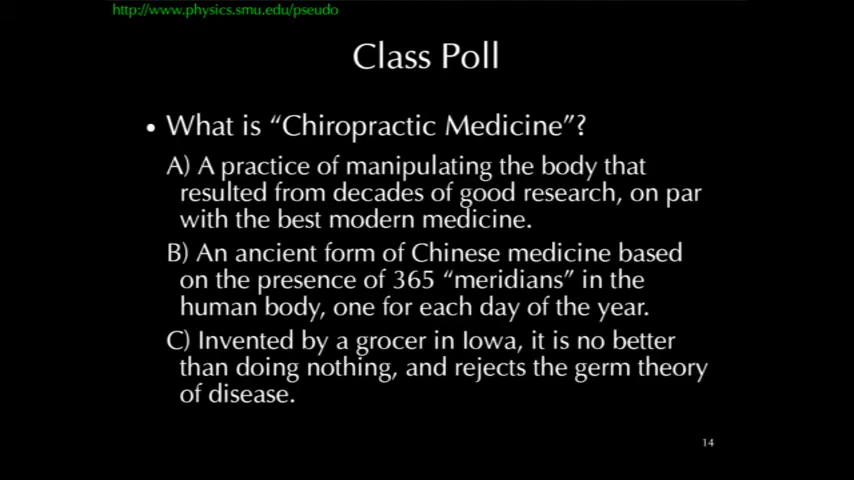 http://www.physics.smu.edu/pseudo
Class Poll
• What is “Chiropractic Medicine”?
A) A practice of manipulating the body that
resulted from decades of good research, on par
with the best modern medicine.
B) An ancient form of Chinese medicine based
on the presence of 365 “meridians” in the
human body, one for each day of the year.
C) Invented by a grocer in Iowa, it is no better
than doing nothing, and rejects the germ theory
of disease.
14